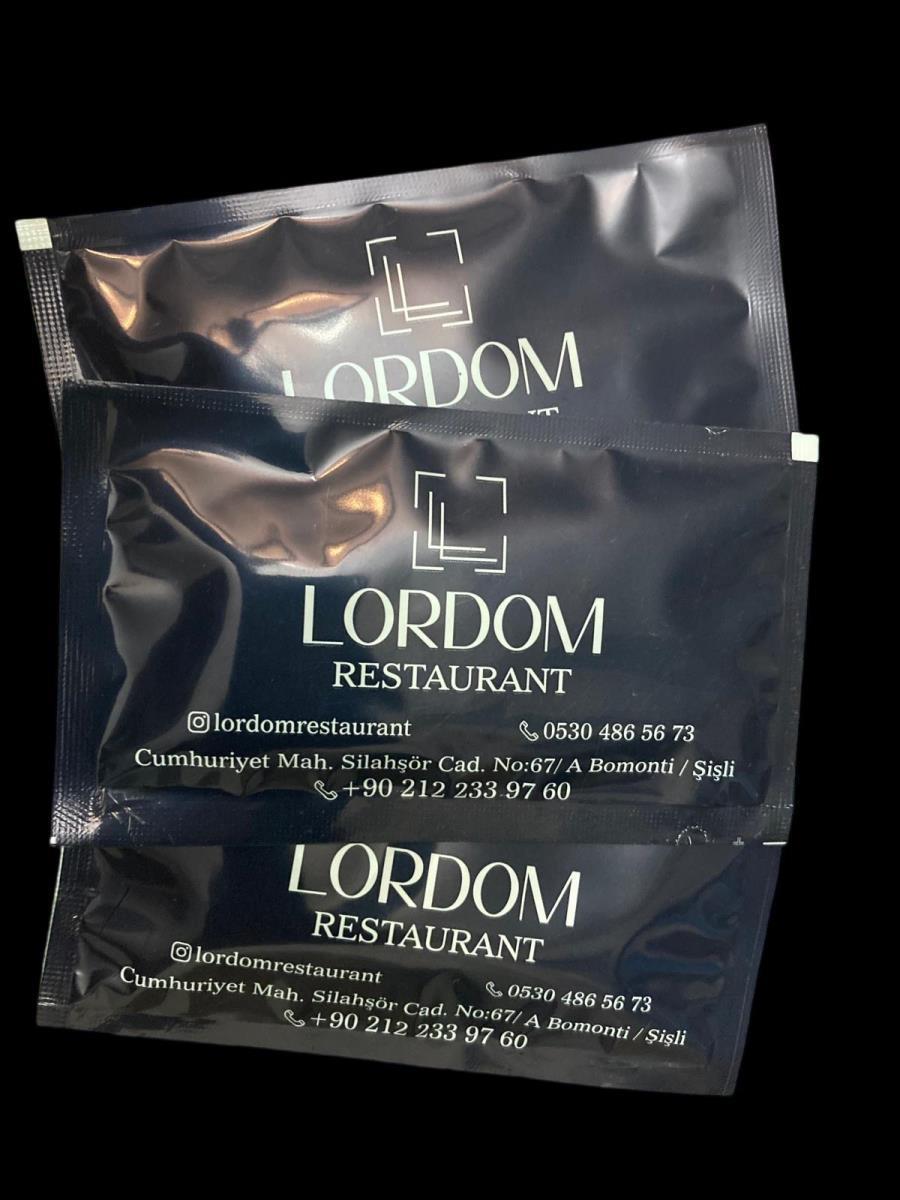 LORDOM
LORDOM
RESTAURANT
lordomrestaurant
0530 486 56 73
Cumhuriyet Mah. Silahşör Cad. No:67/ A Bomonti / Şişli
+90 212 233 97 60
LORDOM
RESTAURANT
lordomrestaurant
0530 486 56 73
Cumhuriyet Mah. Silahşör Cad. No:67/ A Bomonti / Şişli
+90 212 233 97 60